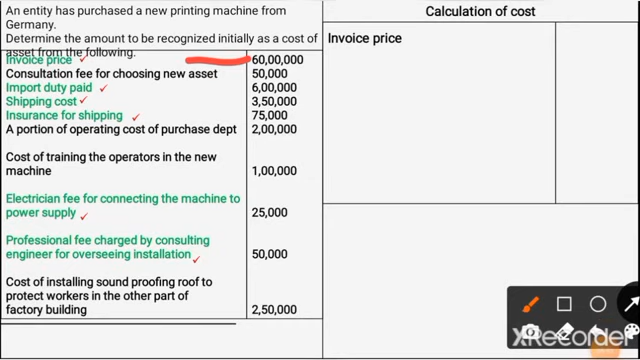 An entity has purchased a new printing machine from
Germany.
Determine the amount to be recognized initially as a cost of
asset from the following.
Invoice price 60,00,000
Consultation fee for choosing new asset 50,000
Import duty paid 6,00,000
Shipping cost 3,50,000
Insurance for shipping 75,000
A portion of operating cost of purchase dept 2,00,000
Cost of training the operators in the new
machine 1,00,000
Electrician fee for connecting the machine to
power supply 25,000
Professional fee charged by consulting
engineer for overseeing installation 50,000
Cost of installing sound proofing roof to
protect workers in the other part of
factory building 2,50,000
Calculation of cost
Invoice price
XRecorder